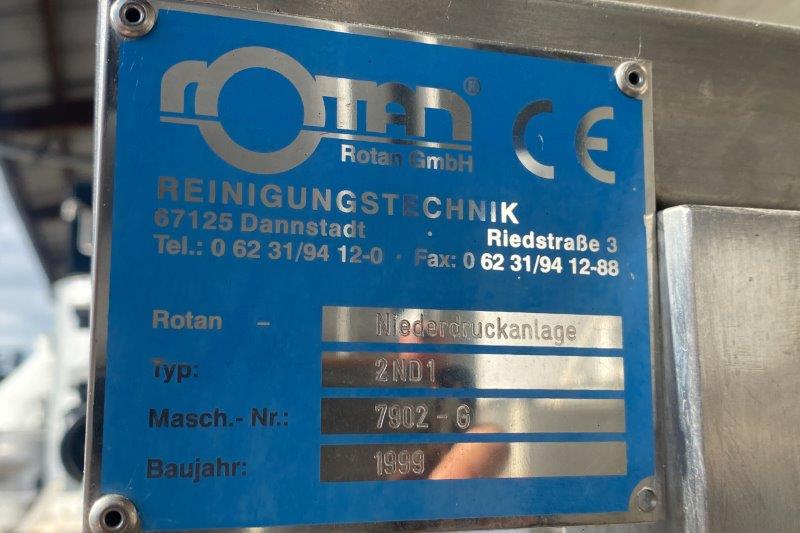 ROTAN ®
Rotan GmbH
CE
REINIGUNGSTECHNIK
67125 Dannstadt · Riedstraße 3
Tel.: 0 62 31/94 12-0 · Fax: 0 62 31/94 12-88
Rotan – Niederdruckanlage
Typ: 2ND1
Masch.- Nr.: 7902-G
Baujahr: 1999